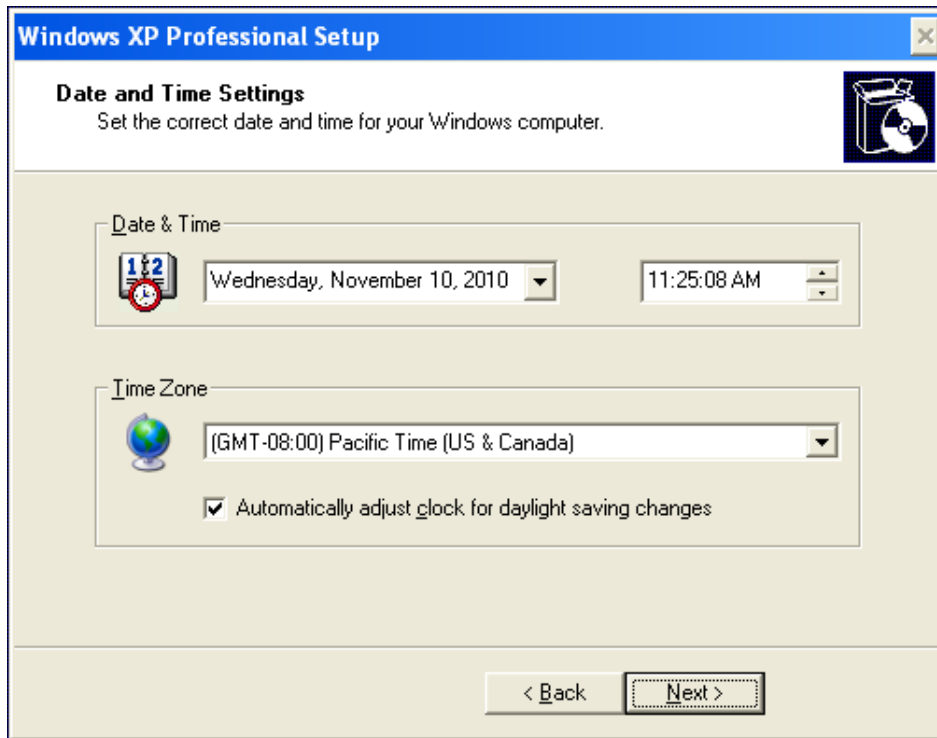 Windows XP Professional Setup
Date and Time Settings
Set the correct date and time for your Windows computer.
Date & Time
12
Wednesday, November 10, 2010
11:25:08 AM
Time Zone
(GMT-08:00) Pacific Time (US & Canada)
Automatically adjust clock for daylight saving changes
< Back
Next >